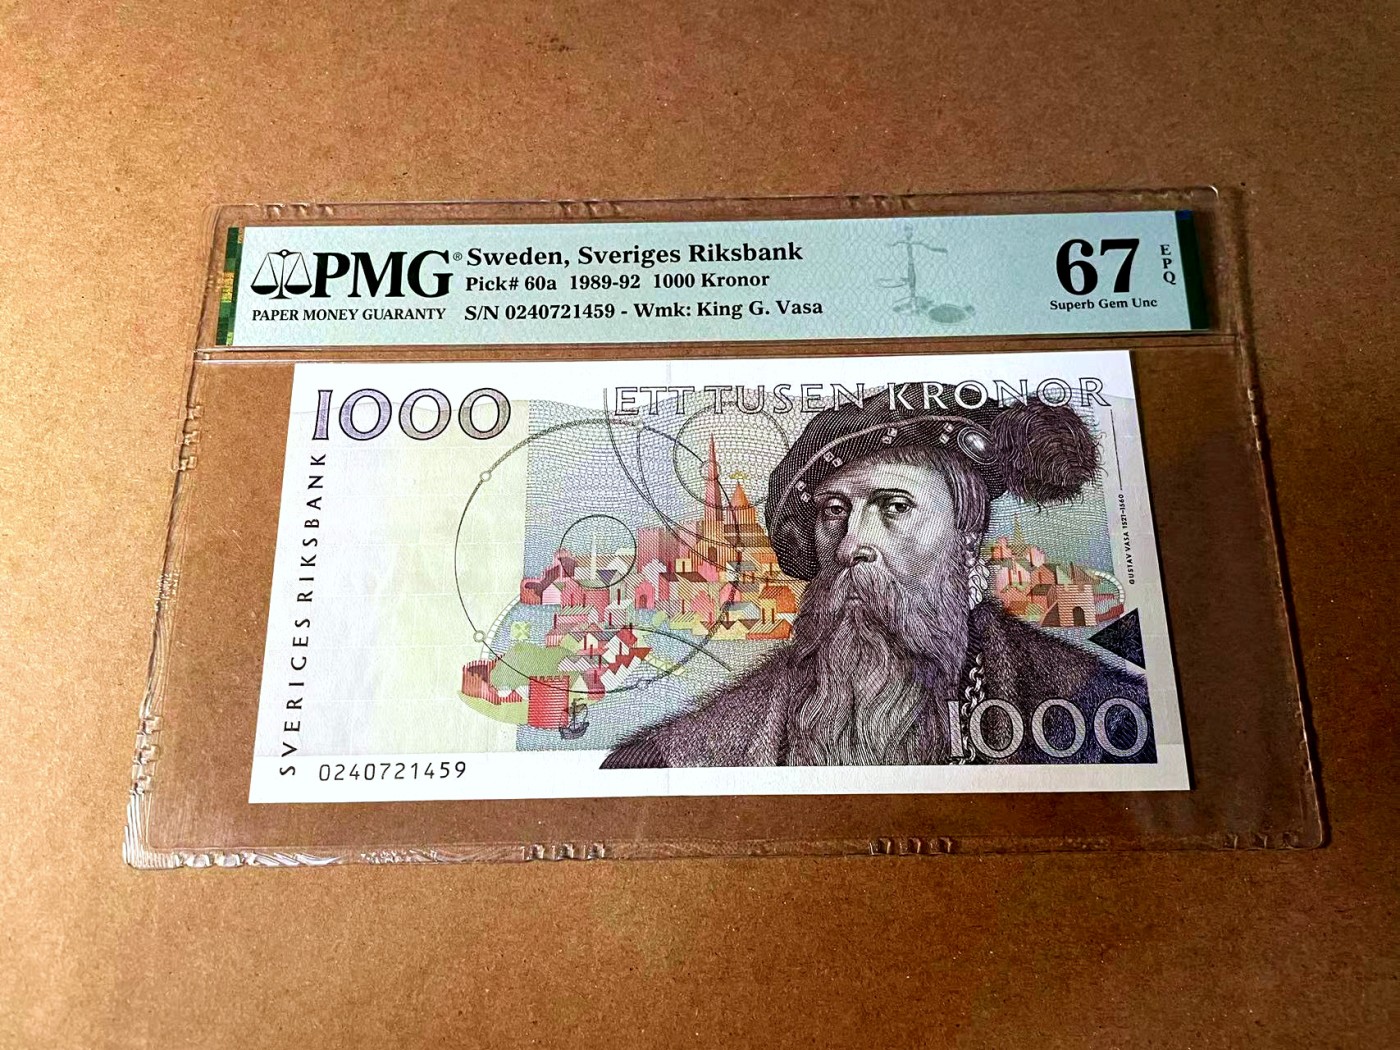 PMG®
PAPER MONEY GUARANTY
Sweden, Sveriges Riksbank
Pick# 60a 1989-92 1000 Kronor
S/N 0240721459 - Wmk: King G. Vasa
67
EPQ
Superb Gem Unc
1000
ETT TUSEN KRONOR
SVERIGES RIKSBANK
GUSTAV VASA 1521-1560
1000
0240721459